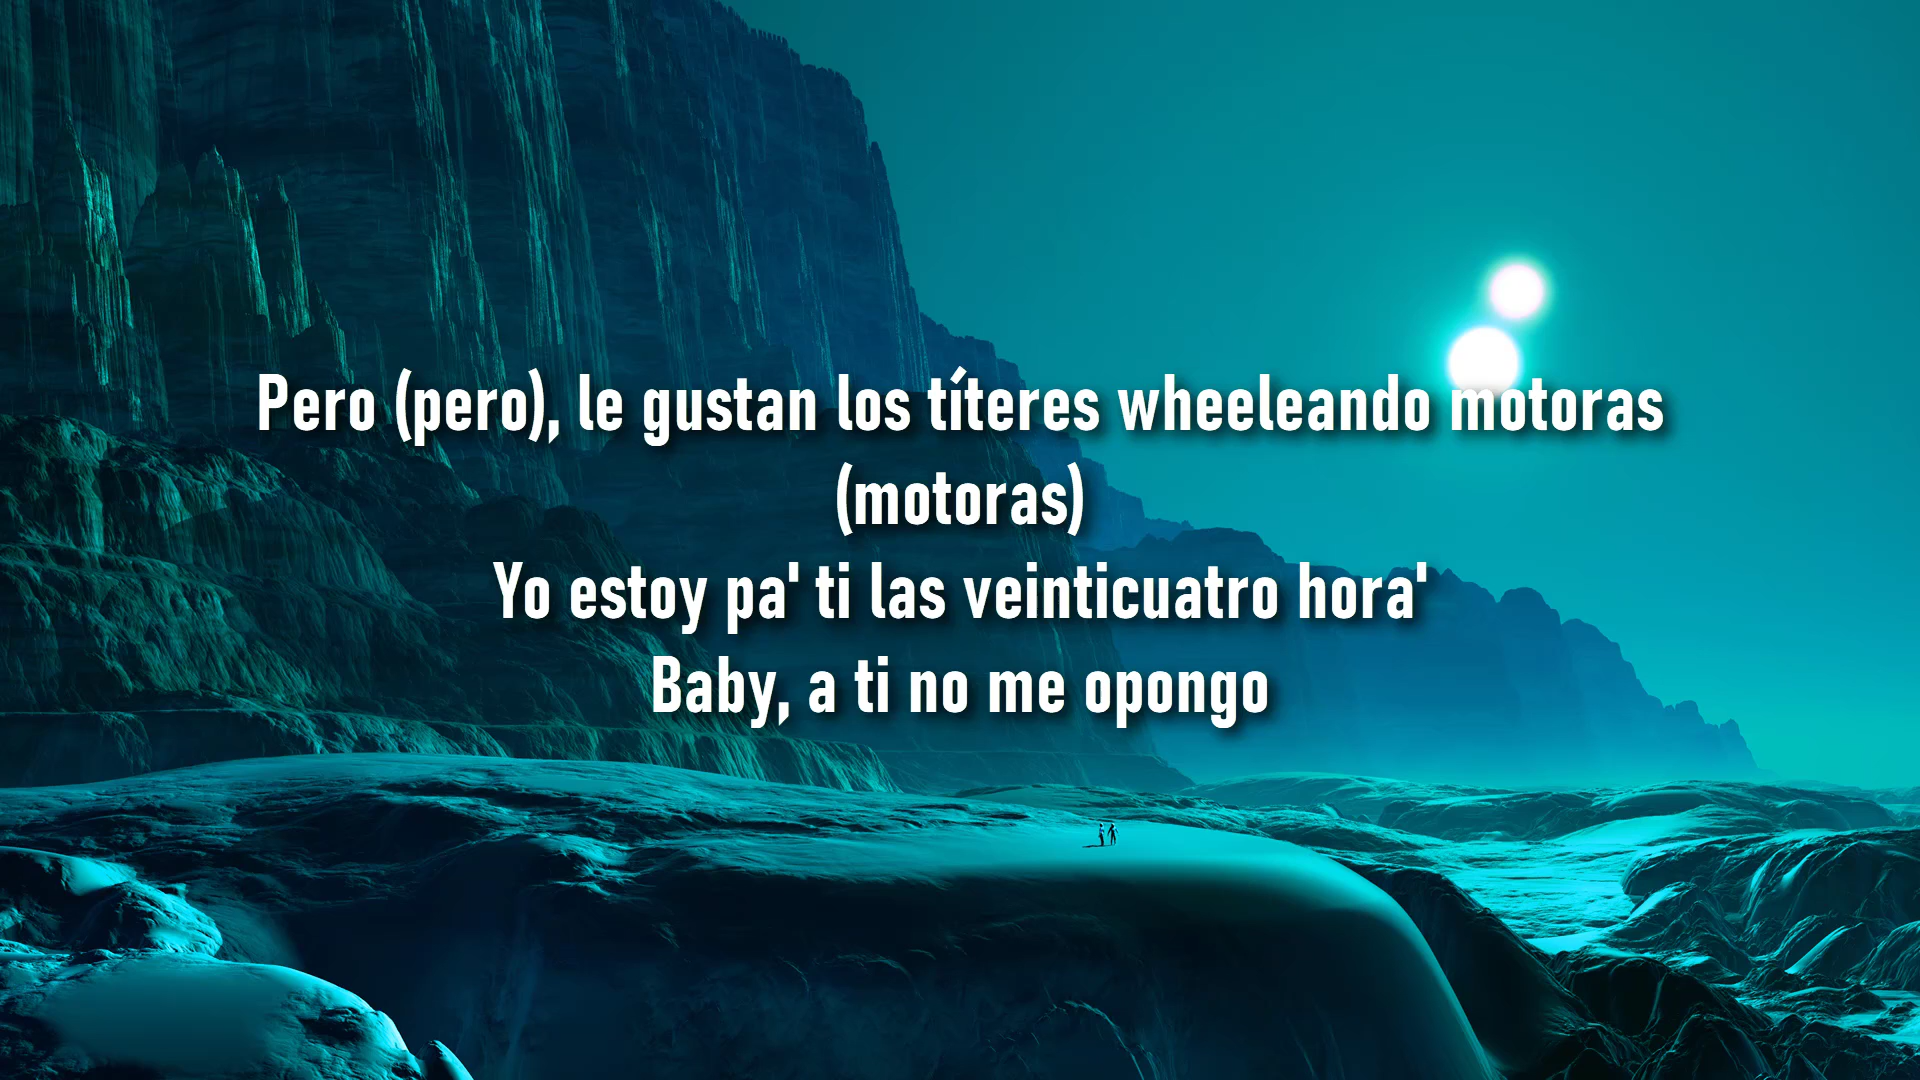 Pero (pero), le gustan los títeres wheeleando motoras
(motoras)
Yo estoy pa' ti las veinticuatro hora'
Baby, a ti no me opongo